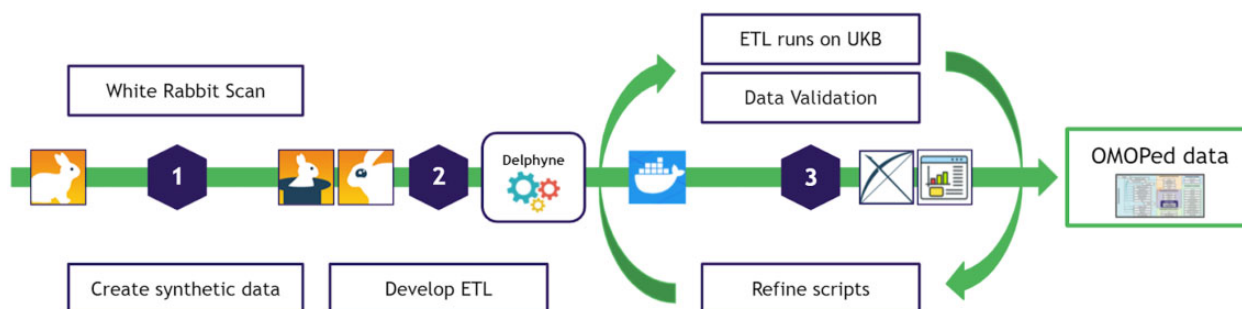 White Rabbit Scan
ETL runs on UKB
Data Validation
1
2
Delphyne
3
OMOPed data
Create synthetic data
Develop ETL
Refine scripts